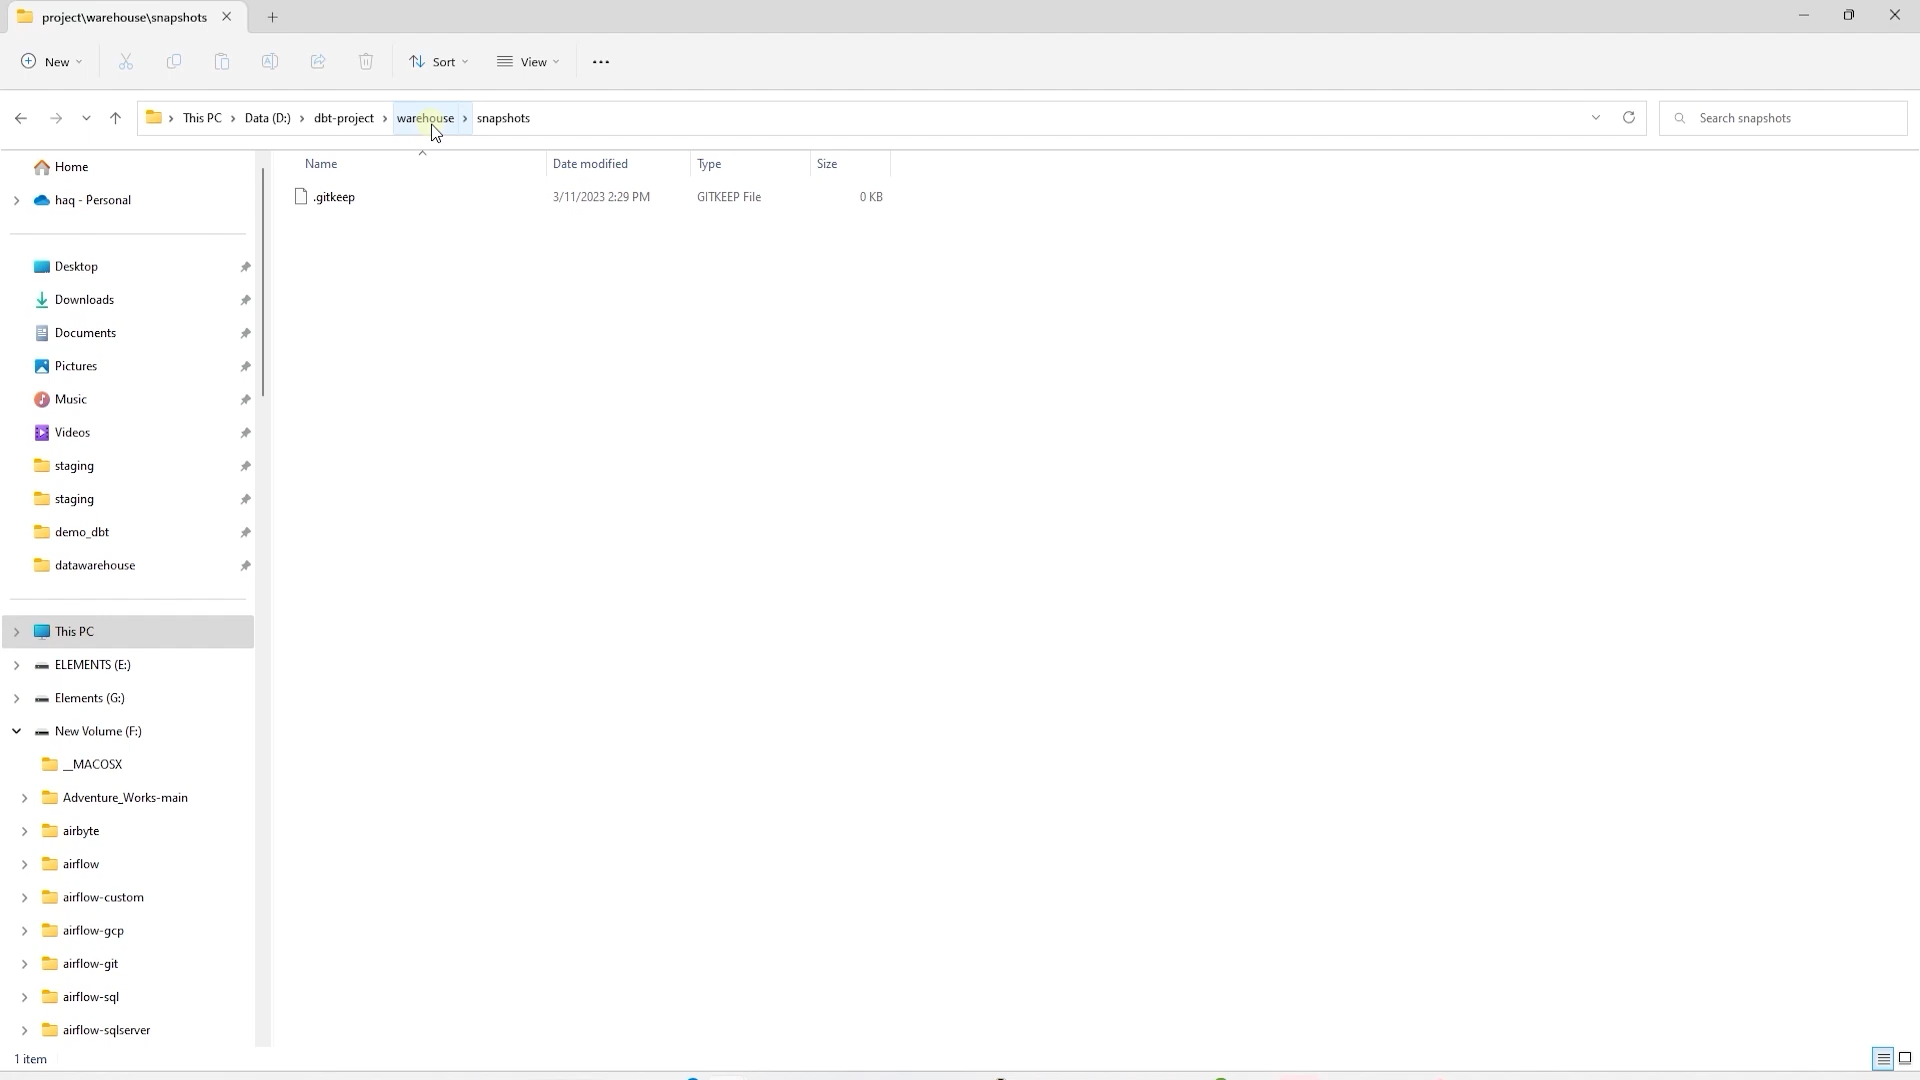 project\warehouse\snapshots
New
Sort
View
This PC
Data (D:)
dbt-project
warehouse
snapshots
Search snapshots
Name
Date modified
Type
Size
.gitkeep
3/11/2023 2:29 PM
GITKEEP File
0 KB
Home
haq - Personal
Desktop
Downloads
Documents
Pictures
Music
Videos
staging
staging
demo_dbt
datawarehouse
This PC
ELEMENTS (E:)
Elements (G:)
New Volume (F:)
__MACOSX
Adventure_Works-main
airbyte
airflow
airflow-custom
airflow-gcp
airflow-git
airflow-sql
airflow-sqlserver
1 item